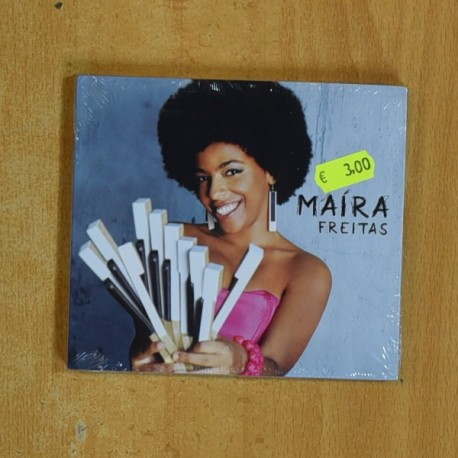 € 3,00
MAÍRA
FREITAS